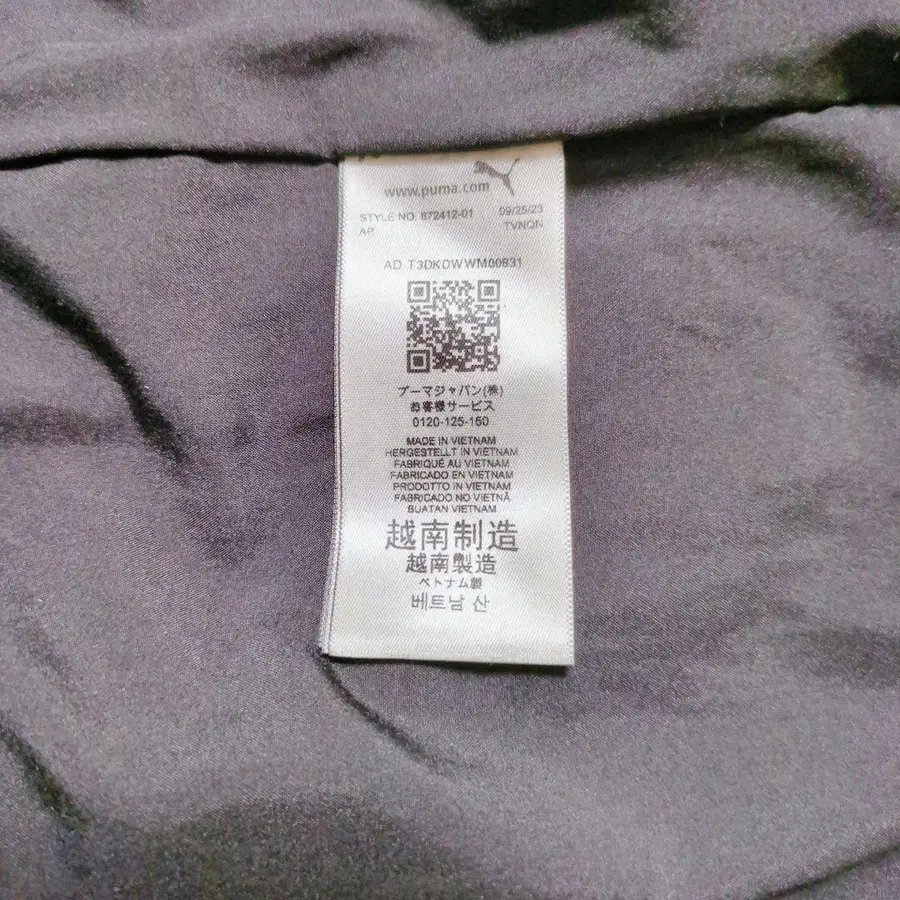 www.puma.com
STYLE NO. 872412-01 09/25/23
AP TVNQN
AD T3DKDWWM00831
プーマジャパン(株)
お客様サービス
0120-125-150
MADE IN VIETNAM
HERGESTELLT IN VIETNAM
FABRIQUÉ AU VIETNAM
FABRICADO EN VIETNAM
PRODOTTO IN VIETNAM
FABRICADO NO VIETNÃ
BUATAN VIETNAM
越南制造
越南製造
ベトナム製
베트남 산